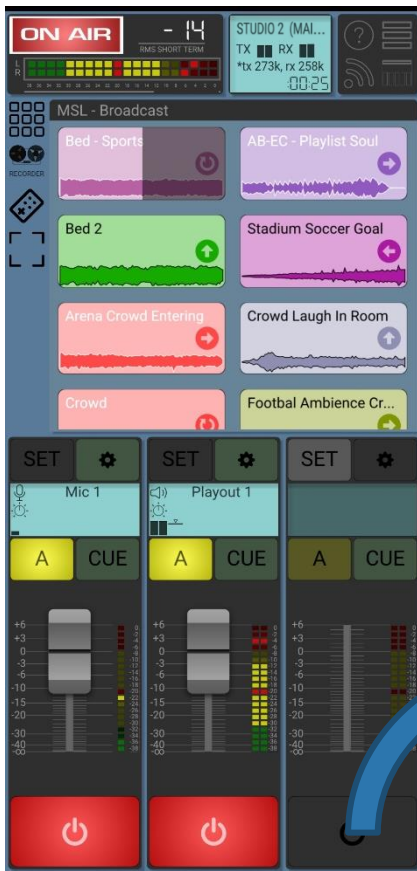 ON AIR
- 14
RMS SHORT TERM
L
R
STUDIO 2 (MAI...
TX RX
*tx 273k, rx 258k
00:25
?
MSL - Broadcast
RECORDER
Bed - Sports
AB-EC - Playlist Soul
Bed 2
Stadium Soccer Goal
Arena Crowd Entering
Crowd Laugh In Room
Crowd
Footbal Ambience Cr...
SET
SET
SET
Mic 1
Playout 1
A CUE
A CUE
A CUE
+6
+3
0
-3
-6
-10
-15
-20
-30
-40
-∞
+6
+3
0
-3
-6
-10
-15
-20
-30
-40
-∞
+6
+3
0
-3
-6
-10
-15
-20
-30
-40
-∞